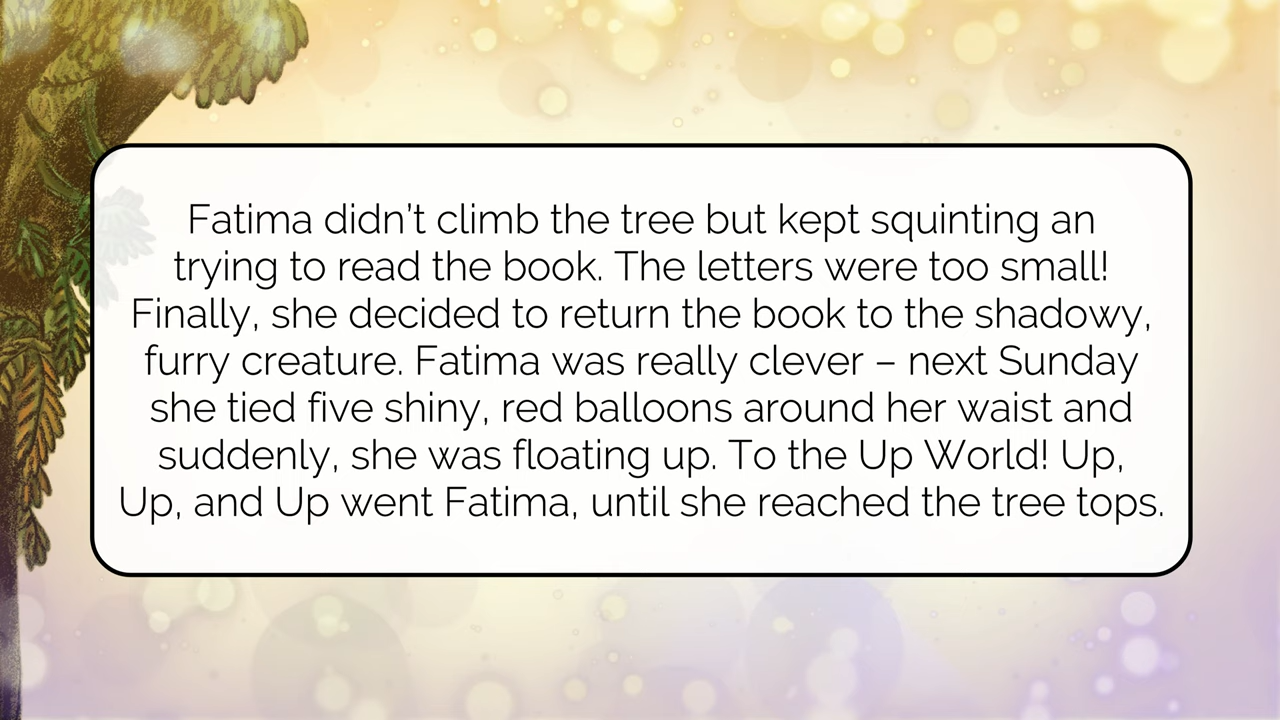 Fatima didn’t climb the tree but kept squinting an
trying to read the book. The letters were too small!
Finally, she decided to return the book to the shadowy,
furry creature. Fatima was really clever – next Sunday
she tied five shiny, red balloons around her waist and
suddenly, she was floating up. To the Up World! Up,
Up, and Up went Fatima, until she reached the tree tops.